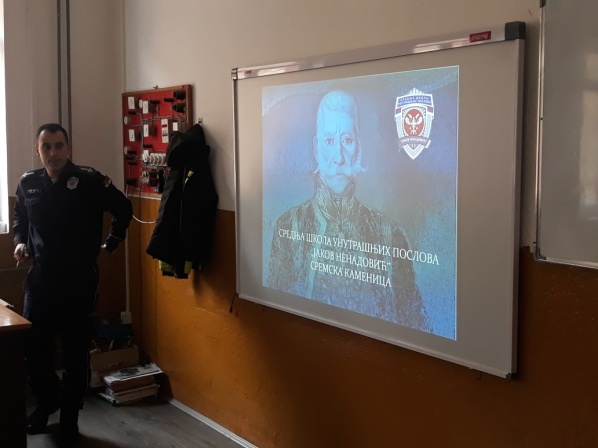 СРЕДЊА ШКОЛА УНУТРАШЊИХ ПОСЛОВА
„ЈАКОВ НЕНАДОВИЋ“
СРЕМСКА КАМЕНИЦА